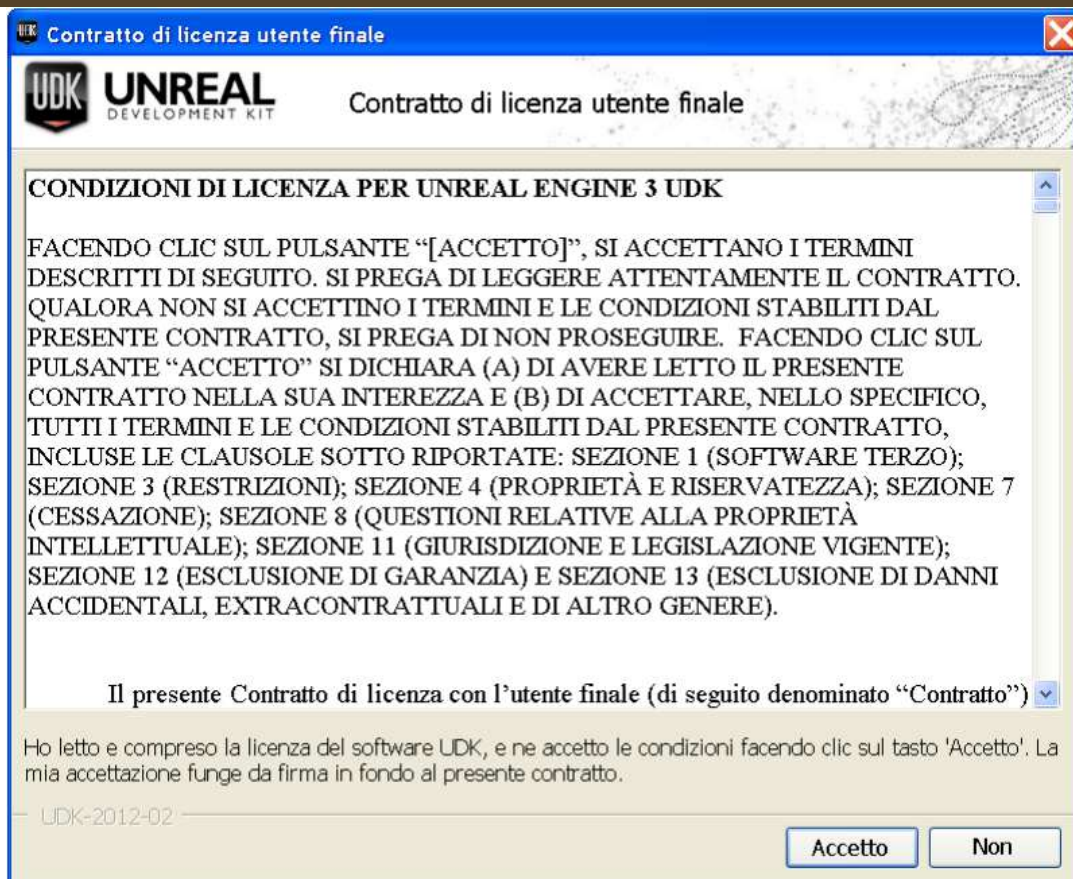 Contratto di licenza utente finale
UDK UNREAL
DEVELOPMENT KIT
Contratto di licenza utente finale
CONDIZIONI DI LICENZA PER UNREAL ENGINE 3 UDK
FACENDO CLIC SUL PULSANTE “[ACCETTO]”, SI ACCETTANO I TERMINI
DESCRITTI DI SEGUITO. SI PREGA DI LEGGERE ATTENTAMENTE IL CONTRATTO.
QUALORA NON SI ACCETTINO I TERMINI E LE CONDIZIONI STABILITI DAL
PRESENTE CONTRATTO, SI PREGA DI NON PROSEGUIRE.  FACENDO CLIC SUL
PULSANTE “ACCETTO” SI DICHIARA (A) DI AVERE LETTO IL PRESENTE
CONTRATTO NELLA SUA INTEREZZA E (B) DI ACCETTARE, NELLO SPECIFICO,
TUTTI I TERMINI E LE CONDIZIONI STABILITI DAL PRESENTE CONTRATTO,
INCLUSE LE CLAUSOLE SOTTO RIPORTATE: SEZIONE 1 (SOFTWARE TERZO);
SEZIONE 3 (RESTRIZIONI); SEZIONE 4 (PROPRIETÀ E RISERVATEZZA); SEZIONE 7
(CESSAZIONE); SEZIONE 8 (QUESTIONI RELATIVE ALLA PROPRIETÀ
INTELLETTUALE); SEZIONE 11 (GIURISDIZIONE E LEGISLAZIONE VIGENTE);
SEZIONE 12 (ESCLUSIONE DI GARANZIA) E SEZIONE 13 (ESCLUSIONE DI DANNI
ACCIDENTALI, EXTRACONTRATTUALI E DI ALTRO GENERE).
Il presente Contratto di licenza con l’utente finale (di seguito denominato “Contratto”)
Ho letto e compreso la licenza del software UDK, e ne accetto le condizioni facendo clic sul tasto 'Accetto'. La
mia accettazione funge da firma in fondo al presente contratto.
UDK-2012-02
Accetto
Non